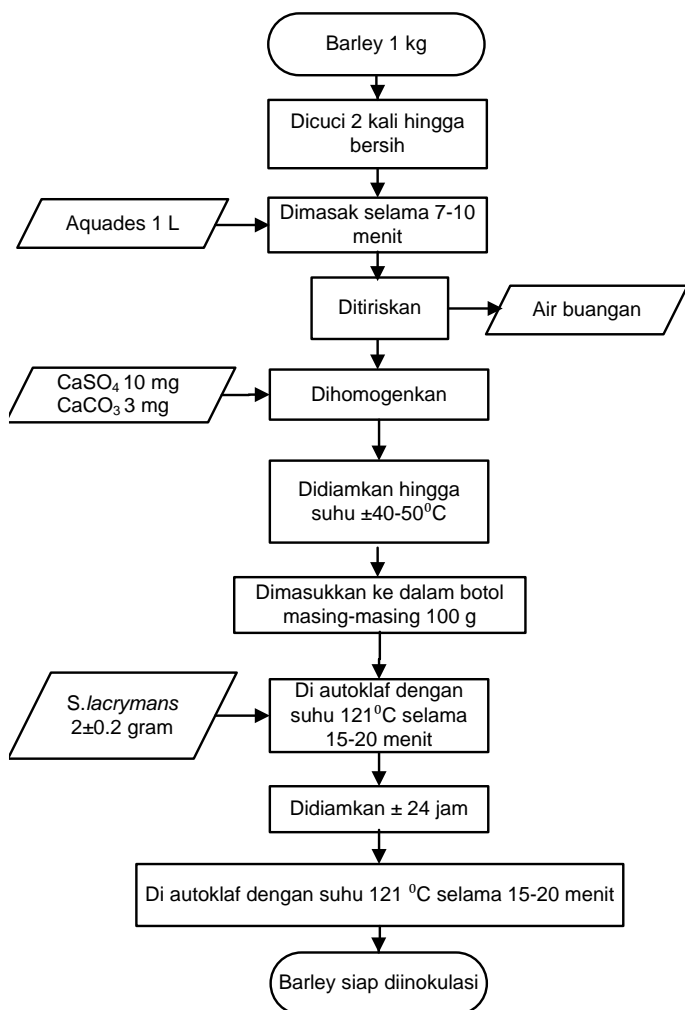 Barley 1 kg
Dicuci 2 kali hingga
bersih
Aquades 1 L
Dimasak selama 7-10
menit
Ditiriskan
Air buangan
CaSO₄ 10 mg
CaCO₃ 3 mg
Dihomogenkan
Didiamkan hingga
suhu ±40-50⁰C
Dimasukkan ke dalam botol
masing-masing 100 g
S.lacrymans
2±0.2 gram
Di autoklaf dengan
suhu 121⁰C selama
15-20 menit
Didiamkan ± 24 jam
Di autoklaf dengan suhu 121 ⁰C selama 15-20 menit
Barley siap diinokulasi